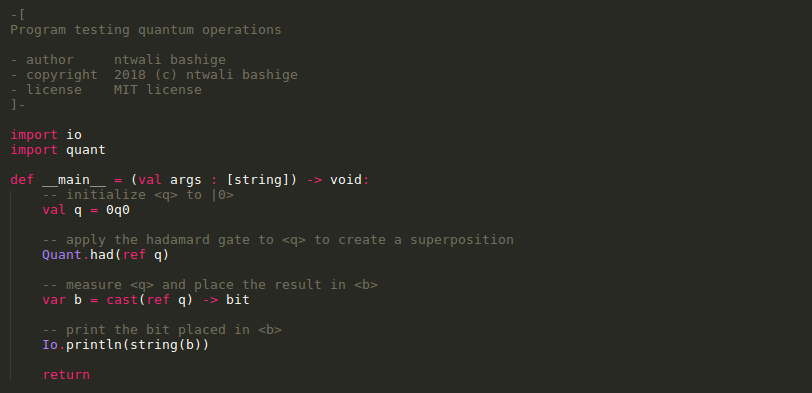 -[
Program testing quantum operations
- author     ntwali bashige
- copyright  2018 (c) ntwali bashige
- license    MIT license
]-
import io
import quant
def __main__ = (val args : [string]) -> void:
    -- initialize <q> to |0>
    val q = 0q0
    -- apply the hadamard gate to <q> to create a superposition
    Quant.had(ref q)
    -- measure <q> and place the result in <b>
    var b = cast(ref q) -> bit
    -- print the bit placed in <b>
    Io.println(string(b))
    return